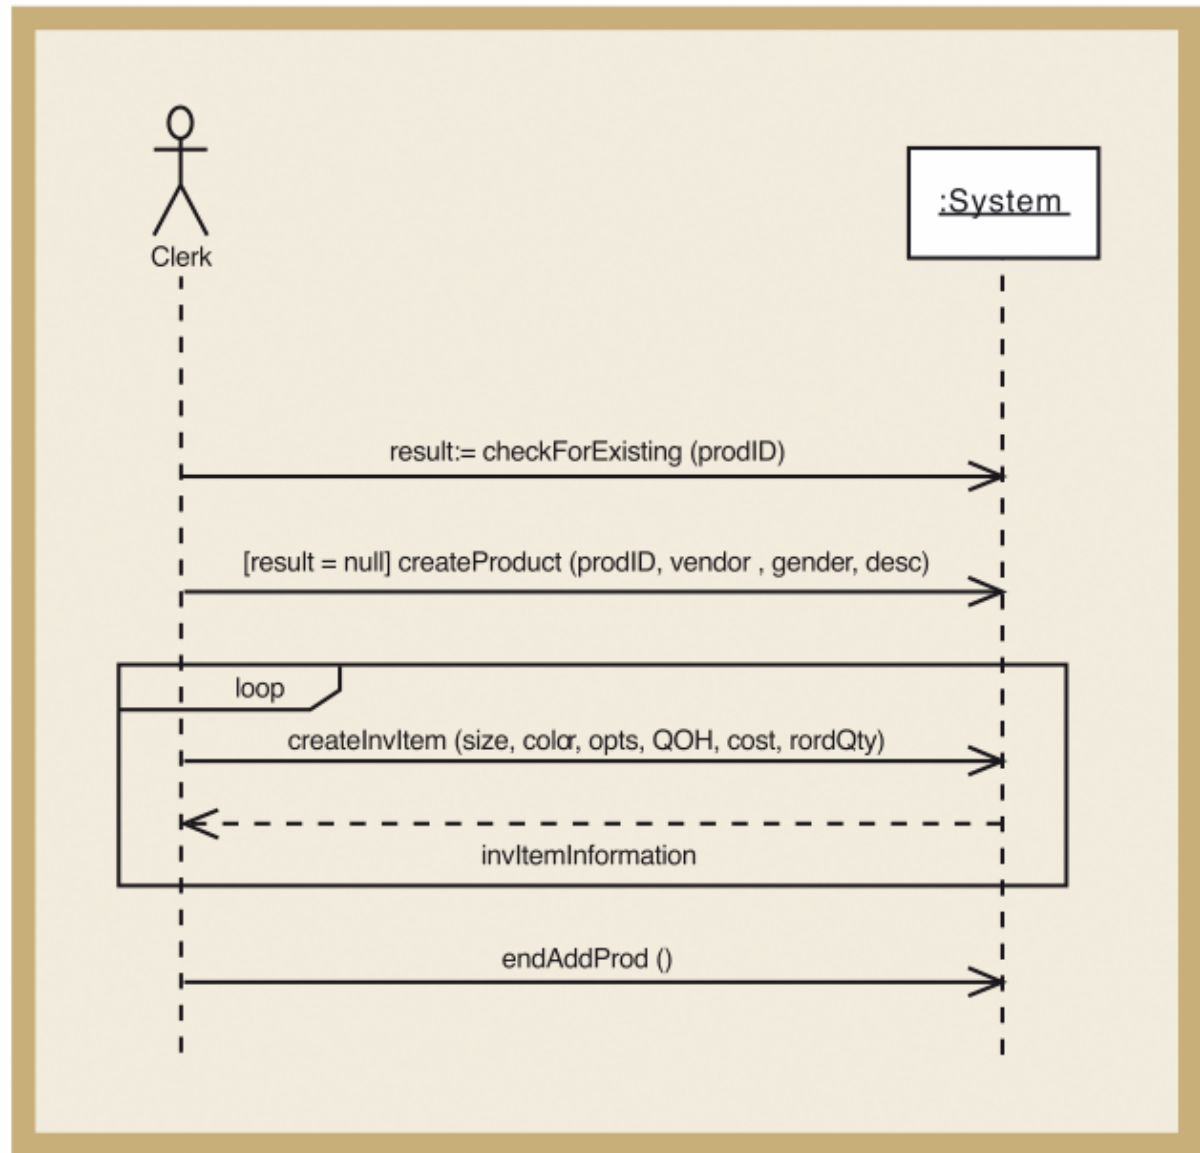 Clerk
:System
result:= checkForExisting (prodID)
[result = null] createProduct (prodID, vendor , gender, desc)
loop
createInvItem (size, color, opts, QOH, cost, rordQty)
invItemInformation
endAddProd ()